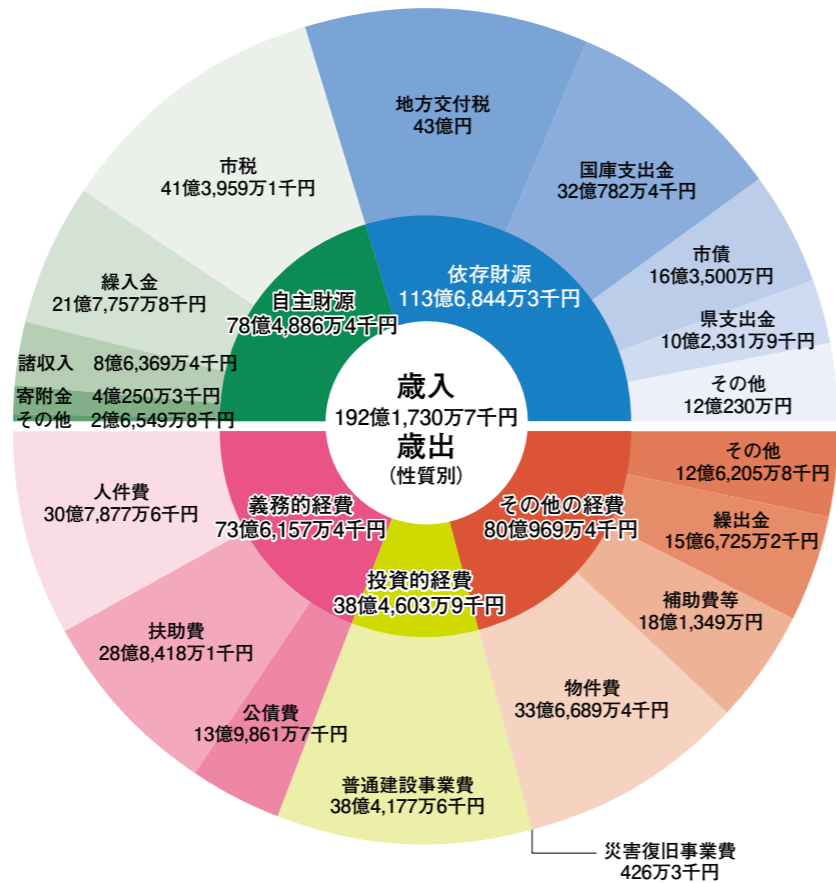 地方交付税
43億円
国庫支出金
32億782万4千円
市税
41億3,959万1千円
市債
16億3,500万円
依存財源
113億6,844万3千円
繰入金
21億7,757万8千円
自主財源
78億4,886万4千円
県支出金
10億2,331万9千円
諸収入 8億6,369万4千円
その他
12億230万円
寄附金 4億250万3千円
その他 2億6,549万8千円
歳入
192億1,730万7千円
歳出
(性質別)
その他
12億6,205万8千円
人件費
30億7,877万6千円
義務的経費
73億6,157万4千円
その他の経費
80億969万4千円
繰出金
15億6,725万2千円
投資的経費
38億4,603万9千円
補助費等
18億1,349万円
扶助費
28億8,418万1千円
物件費
33億6,689万4千円
公債費
13億9,861万7千円
普通建設事業費
38億4,177万6千円
災害復旧事業費
426万3千円